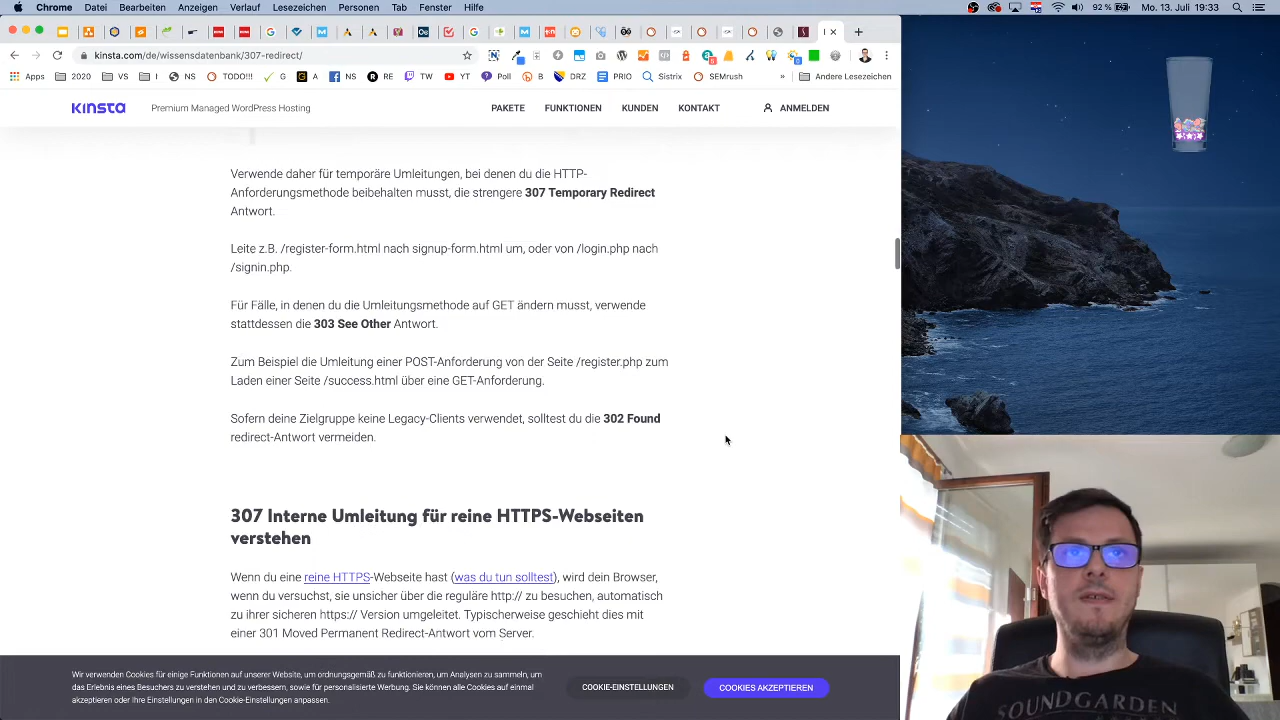 Chrome Ablage Bearbeiten Darstellung Verlauf Lesezeichen Personen Tab Fenster Hilfe
92 % Mo. 13. Juli 19:33
kinsta.com/de/wissensdatenbank/307-redirect/
Apps 2020 VS I NS TODO!!! G A NS RE TW YT Poll B DRZ PRIO Sistrix SEMrush » Andere Lesezeichen
KINSTA Premium Managed WordPress Hosting PAKETE FUNKTIONEN KUNDEN KONTAKT ANMELDEN
Verwende daher für temporäre Umleitungen, bei denen du die HTTP-
Anforderungsmethode beibehalten musst, die strengere 307 Temporary Redirect
Antwort.
Leite z.B. /register-form.html nach signup-form.html um, oder von /login.php nach
/signin.php.
Für Fälle, in denen du die Umleitungsmethode auf GET ändern musst, verwende
stattdessen die 303 See Other Antwort.
Zum Beispiel die Umleitung einer POST-Anforderung von der Seite /register.php zum
Laden einer Seite /success.html über eine GET-Anforderung.
Sofern deine Zielgruppe keine Legacy-Clients verwendet, solltest du die 302 Found
redirect-Antwort vermeiden.
307 Interne Umleitung für reine HTTPS-Webseiten
verstehen
Wenn du eine reine HTTPS-Webseite hast (was du tun solltest), wird dein Browser,
wenn du versuchst, sie unsicher über die reguläre http:// zu besuchen, automatisch
zu ihrer sicheren https:// Version umgeleitet. Typischerweise geschieht dies mit
einer 301 Moved Permanent Redirect-Antwort vom Server.
Wir verwenden Cookies für einige Funktionen auf unserer Website, um ordnungsgemäß zu funktionieren, um Analysen zu sammeln, um
das Erlebnis eines Besuchers zu verstehen und zu verbessern, sowie für personalisierte Werbung. Sie können alle Cookies auf einmal
akzeptieren oder Ihre Einstellungen in den Cookie-Einstellungen anpassen.
COOKIE-EINSTELLUNGEN COOKIES AKZEPTIEREN
SOUNDGARDEN